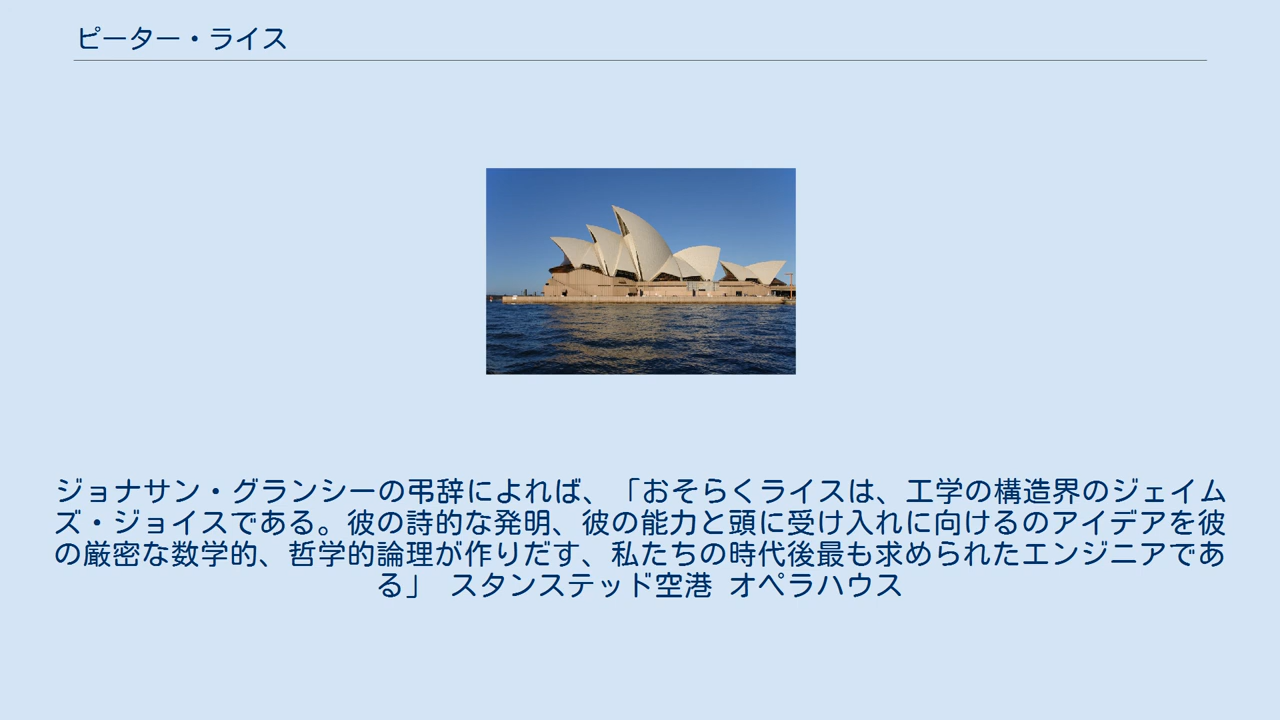 ピーター・ライス
ジョナサン・グランシーの弔辞によれば、「おそらくライスは、工学の構造界のジェイム
ズ・ジョイスである。彼の詩的な発明、彼の能力と頭に受け入れに向けるのアイデアを彼
の厳密な数学的、哲学的論理が作りだす、私たちの時代後最も求められたエンジニアであ
る」 スタンステッド空港 オペラハウス